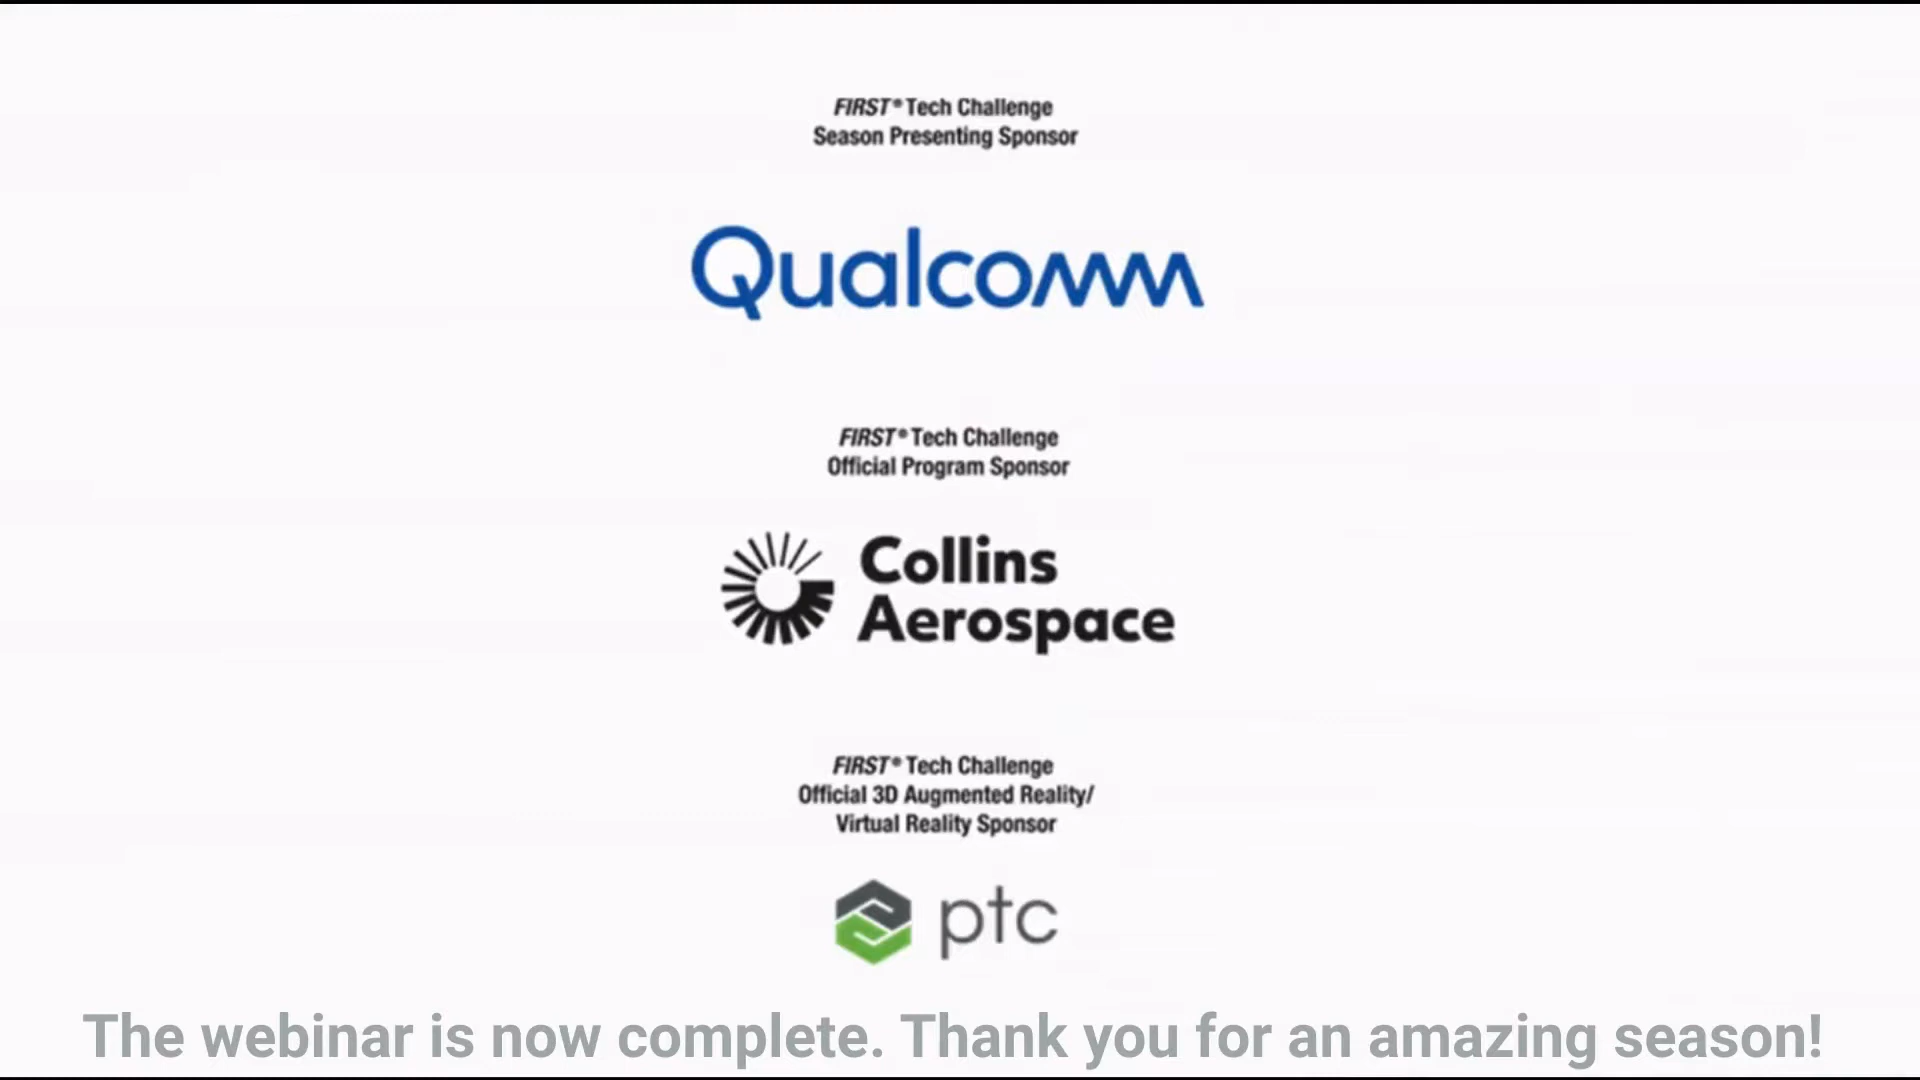 FIRST® Tech Challenge
Season Presenting Sponsor
Qualcomm
FIRST® Tech Challenge
Official Program Sponsor
Collins
Aerospace
FIRST® Tech Challenge
Official 3D Augmented Reality/
Virtual Reality Sponsor
ptc
The webinar is now complete. Thank you for an amazing season!